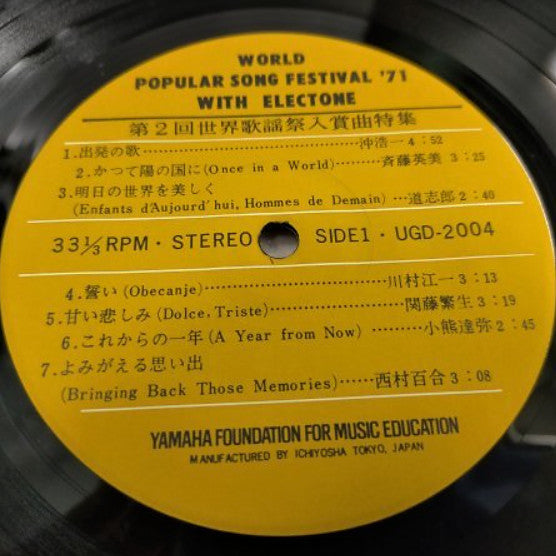 WORLD
POPULAR SONG FESTIVAL '71
WITH ELECTONE
第2回世界歌謡祭入賞曲特集
1.出発の歌……………………………沖浩一 4:52
2.かつて陽の国に(Once in a World)………斉藤英美 3:25
3.明日の世界を美しく
(Enfants d'Aujourd'hui, Hommes de Demain)…道志郎 2:40
33⅓ RPM・STEREO SIDE1・UGD-2004
4.誓い(Obecanje)……………………川村江一 3:13
5.甘い悲しみ(Dolce, Triste)……………関藤繁生 3:19
6.これからの一年(A Year from Now)………小熊達弥 2:45
7.よみがえる思い出
(Bringing Back Those Memories)……西村百合 3:08
YAMAHA FOUNDATION FOR MUSIC EDUCATION
MANUFACTURED BY ICHIYOSHA TOKYO, JAPAN